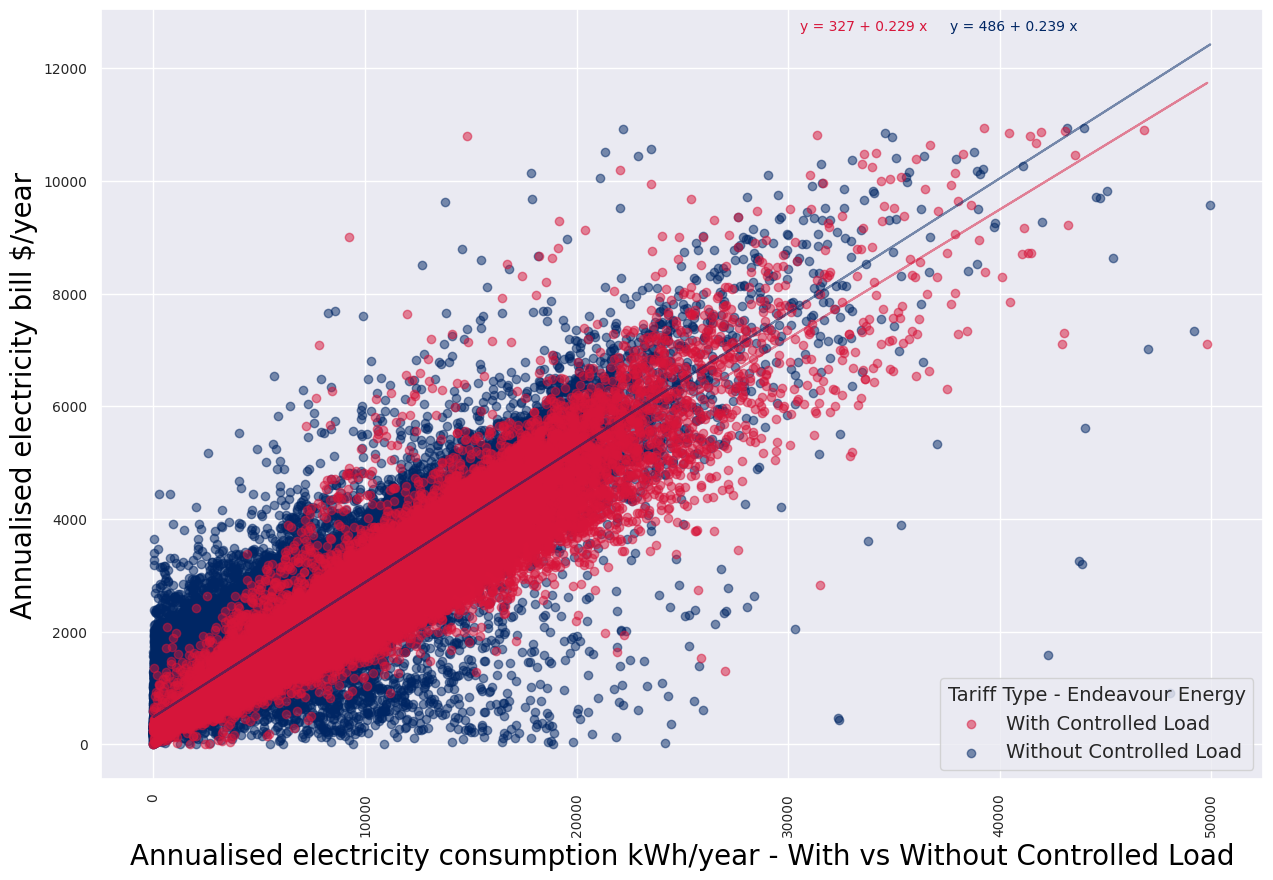 y = 327 + 0.229 x
y = 486 + 0.239 x
Annualised electricity bill $/year
12000
10000
8000
6000
4000
2000
0
Tariff Type - Endeavour Energy
With Controlled Load
Without Controlled Load
0
10000
20000
30000
40000
50000
Annualised electricity consumption kWh/year - With vs Without Controlled Load